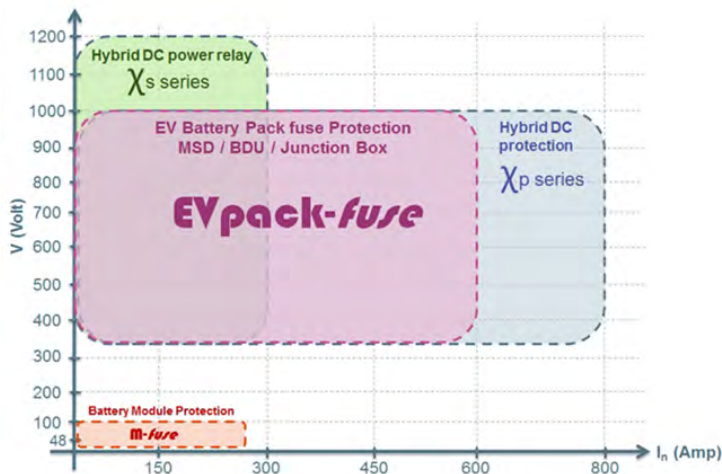 1200
1100
1000
900
800
700
600
500
400
300
200
100
48
V (Volt)
Hybrid DC power relay
χs series
EV Battery Pack fuse Protection
MSD / BDU / Junction Box
EVpack-fuse
Hybrid DC
protection
χp series
Battery Module Protection
M-fuse
150
300
450
600
800
In (Amp)